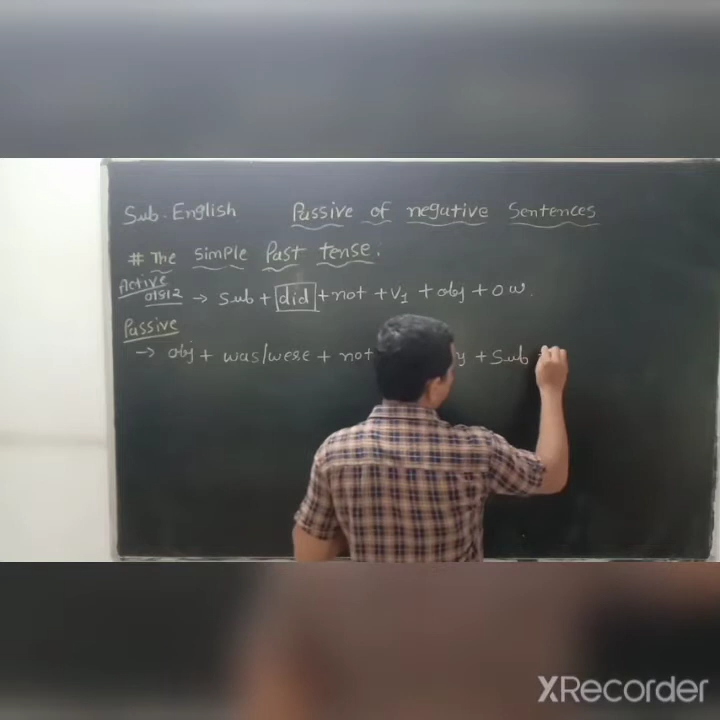 Sub. English Passive of negative Sentences
# The Simple Past tense:
Active
01912 → Sub + did + not + V1 + obj + O W.
Passive
→ obj + was/were + not y + Sub +
XRecorder